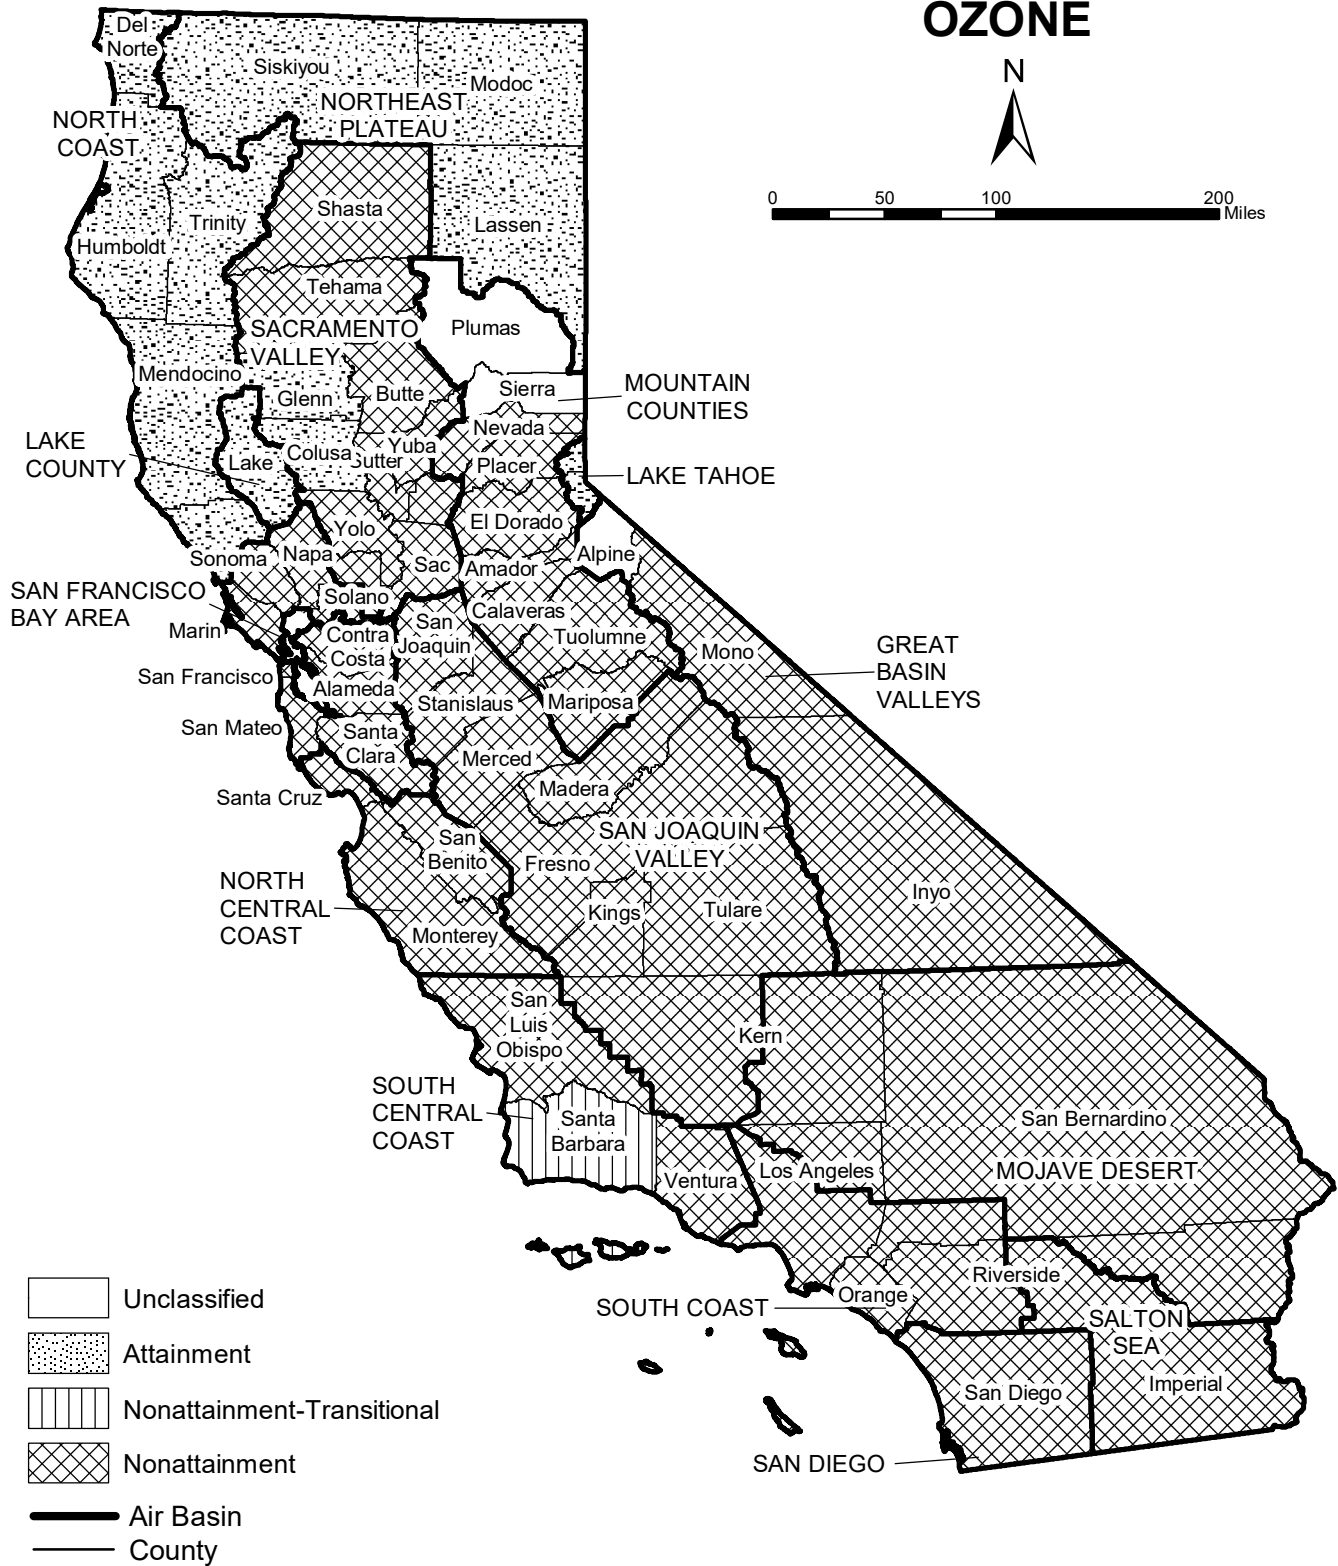 OZONE
N
0 50 100 200 Miles
Del
Norte
Siskiyou
Modoc
NORTHEAST
PLATEAU
NORTH
COAST
Shasta
Trinity
Lassen
Humboldt
Tehama
SACRAMENTO
VALLEY
Plumas
Mendocino
Glenn
Butte
Sierra
MOUNTAIN
COUNTIES
Nevada
LAKE
COUNTY
Lake
Colusa
Yuba
Sutter
Placer
LAKE TAHOE
El Dorado
Yolo
Sonoma
Napa
Sac
Amador
Alpine
SAN FRANCISCO
BAY AREA
Solano
Marin
Contra
Costa
San
Joaquin
Calaveras
Tuolumne
Mono
GREAT
BASIN
VALLEYS
San Francisco
Alameda
Stanislaus
Mariposa
San Mateo
Santa
Clara
Merced
Madera
Santa Cruz
SAN JOAQUIN
VALLEY
San
Benito
Fresno
NORTH
CENTRAL
COAST
Kings
Tulare
Inyo
Monterey
San
Luis
Obispo
Kern
SOUTH
CENTRAL
COAST
Santa
Barbara
San Bernardino
Ventura
Los Angeles
MOJAVE DESERT
Riverside
Orange
SOUTH COAST
SALTON
SEA
San Diego
Imperial
SAN DIEGO
Unclassified
Attainment
Nonattainment-Transitional
Nonattainment
Air Basin
County